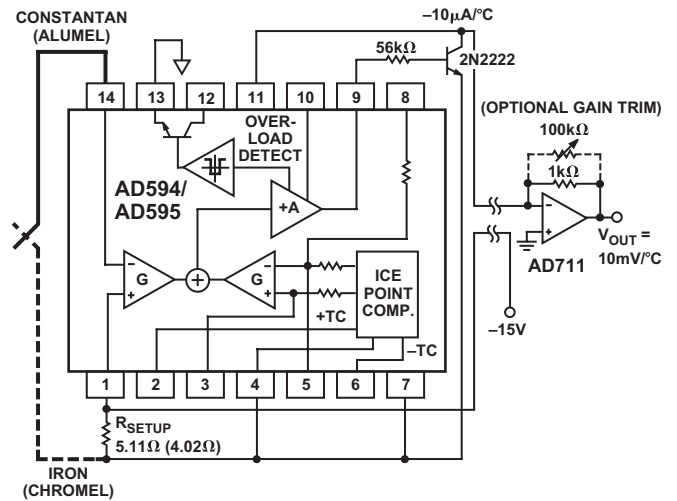 CONSTANTAN
(ALUMEL)
–10µA/°C
56kΩ
2N2222
14 13 12 11 10 9 8
OVER-
LOAD
DETECT
(OPTIONAL GAIN TRIM)
100kΩ
1kΩ
AD594/
AD595
+A
–
+
VOUT =
10mV/°C
AD711
–
+
G
+
–
+
G
ICE
POINT
COMP.
+TC
–TC
–15V
1 2 3 4 5 6 7
RSETUP
5.11Ω (4.02Ω)
IRON
(CHROMEL)